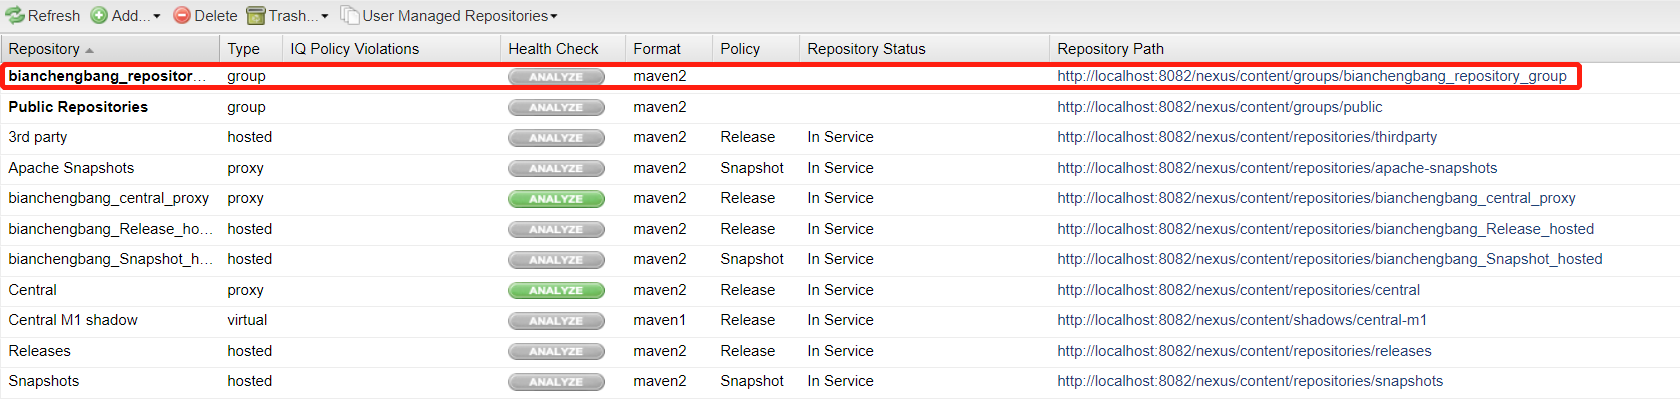 Refresh Add... Delete Trash... User Managed Repositories
Repository Type IQ Policy Violations Health Check Format Policy Repository Status Repository Path
bianchengbang_repositor... group ANALYZE maven2 http://localhost:8082/nexus/content/groups/bianchengbang_repository_group
Public Repositories group ANALYZE maven2 http://localhost:8082/nexus/content/groups/public
3rd party hosted ANALYZE maven2 Release In Service http://localhost:8082/nexus/content/repositories/thirdparty
Apache Snapshots proxy ANALYZE maven2 Snapshot In Service http://localhost:8082/nexus/content/repositories/apache-snapshots
bianchengbang_central_proxy proxy ANALYZE maven2 Release In Service http://localhost:8082/nexus/content/repositories/bianchengbang_central_proxy
bianchengbang_Release_ho... hosted ANALYZE maven2 Release In Service http://localhost:8082/nexus/content/repositories/bianchengbang_Release_hosted
bianchengbang_Snapshot_h... hosted ANALYZE maven2 Snapshot In Service http://localhost:8082/nexus/content/repositories/bianchengbang_Snapshot_hosted
Central proxy ANALYZE maven2 Release In Service http://localhost:8082/nexus/content/repositories/central
Central M1 shadow virtual ANALYZE maven1 Release In Service http://localhost:8082/nexus/content/shadows/central-m1
Releases hosted ANALYZE maven2 Release In Service http://localhost:8082/nexus/content/repositories/releases
Snapshots hosted ANALYZE maven2 Snapshot In Service http://localhost:8082/nexus/content/repositories/snapshots